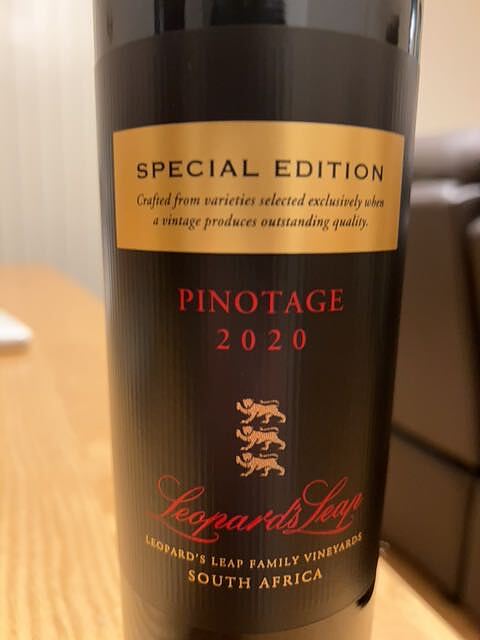 SPECIAL EDITION
Crafted from varieties selected exclusively when
a vintage produces outstanding quality.
PINOTAGE
2020
Leopard's Leap
LEOPARD'S LEAP FAMILY VINEYARDS
SOUTH AFRICA